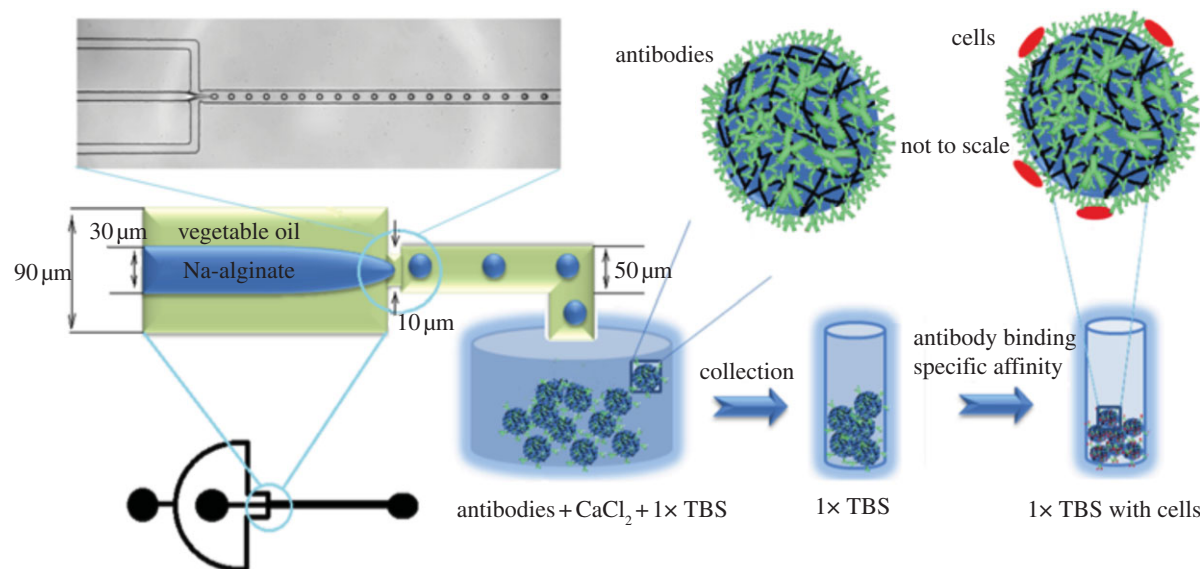 antibodies
cells
not to scale
30 µm
vegetable oil
Na-alginate
90 µm
50 µm
10 µm
collection
antibody binding
specific affinity
antibodies + CaCl₂ + 1× TBS
1× TBS
1× TBS with cells